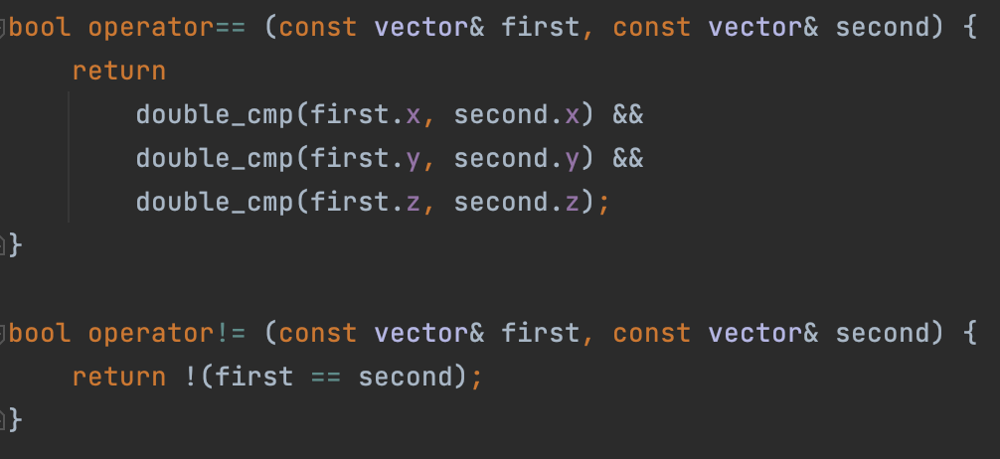 bool operator== (const vector& first, const vector& second) {
    return
        double_cmp(first.x, second.x) &&
        double_cmp(first.y, second.y) &&
        double_cmp(first.z, second.z);
}

bool operator!= (const vector& first, const vector& second) {
    return !(first == second);
}